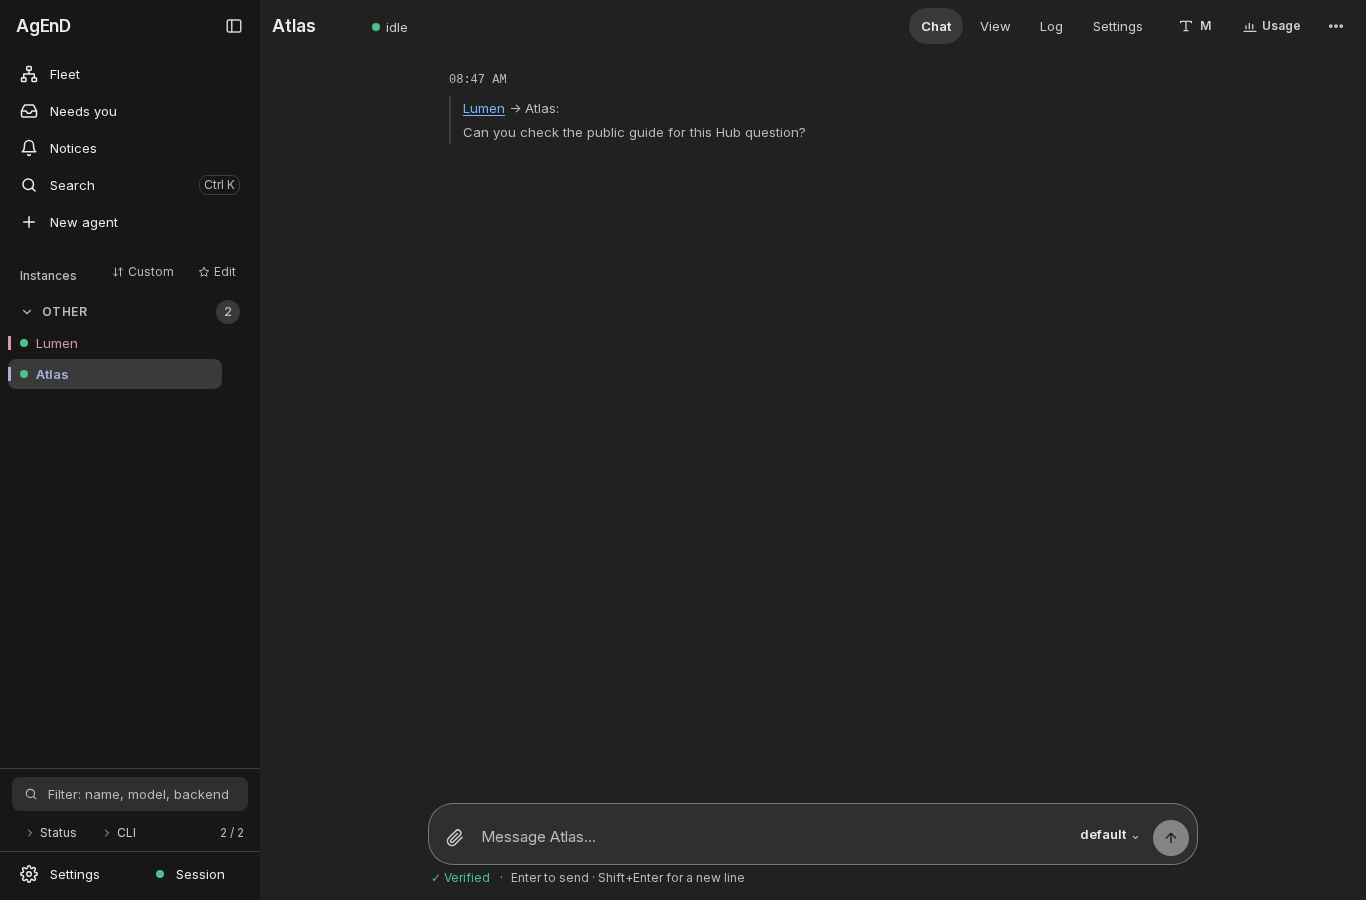 AgEnD
Fleet
Needs you
Notices
Search
Ctrl K
New agent
Instances
Custom
Edit
OTHER
2
Lumen
Atlas
Filter: name, model, backend
Status
CLI
2 / 2
Settings
Session
Atlas
idle
Chat
View
Log
Settings
M
Usage
08:47 AM
Lumen → Atlas:
Can you check the public guide for this Hub question?
Message Atlas...
default
✓ Verified · Enter to send · Shift+Enter for a new line